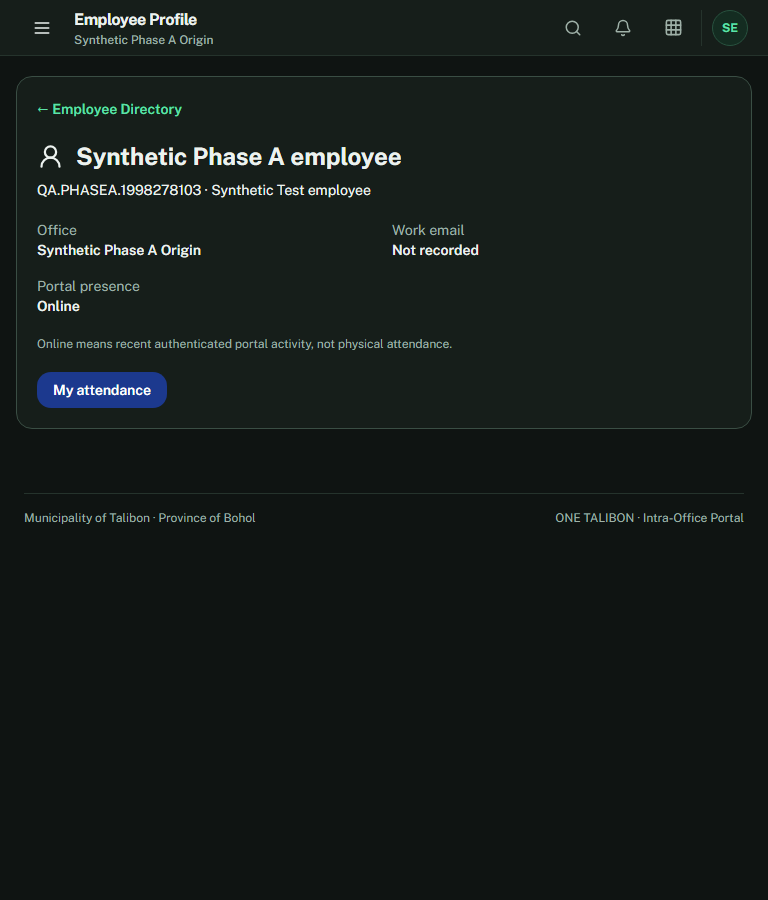 Employee Profile
Synthetic Phase A Origin
SE
← Employee Directory
Synthetic Phase A employee
QA.PHASEA.1998278103 · Synthetic Test employee
Office
Synthetic Phase A Origin
Work email
Not recorded
Portal presence
Online
Online means recent authenticated portal activity, not physical attendance.
My attendance
Municipality of Talibon · Province of Bohol
ONE TALIBON · Intra-Office Portal